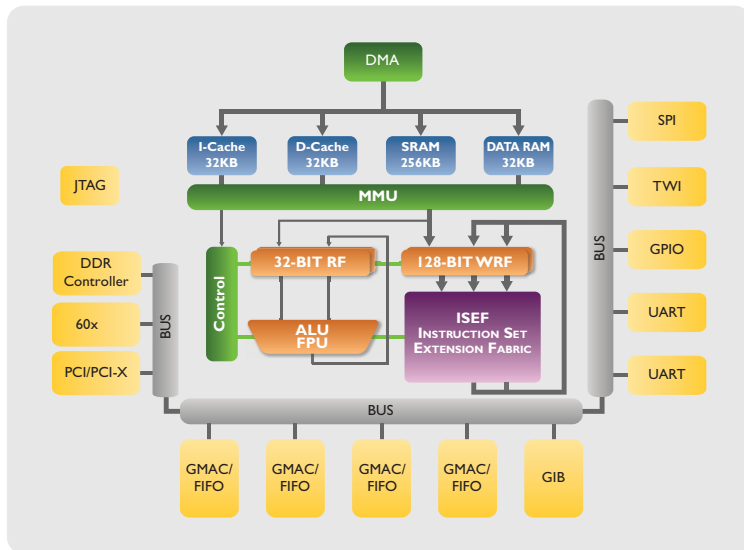 DMA
I-Cache
32KB
D-Cache
32KB
SRAM
256KB
DATA RAM
32KB
MMU
JTAG
DDR
Controller
60x
PCI/PCI-X
BUS
Control
32-BIT RF
128-BIT WRF
ALU
FPU
ISEF
INSTRUCTION SET
EXTENSION FABRIC
BUS
SPI
TWI
GPIO
UART
UART
BUS
GMAC/
FIFO
GMAC/
FIFO
GMAC/
FIFO
GMAC/
FIFO
GIB